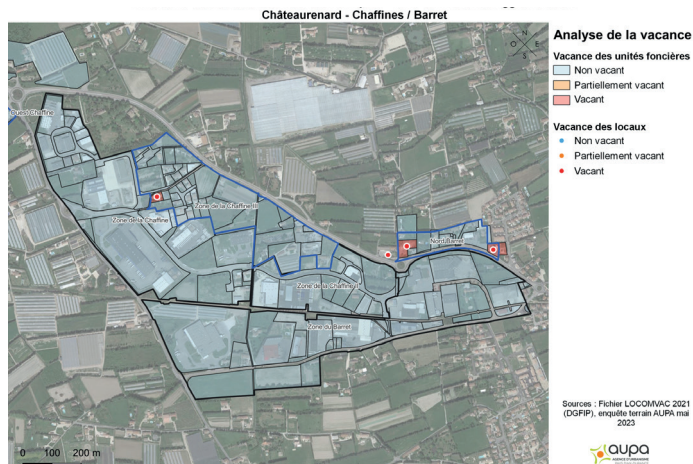 Châteaurenard - Chaffines / Barret
N
O
E
S
Analyse de la vacance
Vacance des unités foncières
Non vacant
Partiellement vacant
Vacant
Vacance des locaux
Non vacant
Partiellement vacant
Vacant
Ouest Chaffine
Zone de la Chaffine III
Zone de la Chaffine
Nord Barret
Zone de la Chaffine II
Zone du Barret
Sources : Fichier LOCOMVAC 2021
(DGFIP), enquête terrain AUPA mai
2023
0 100 200 m
aupa
AGENCE D'URBANISME